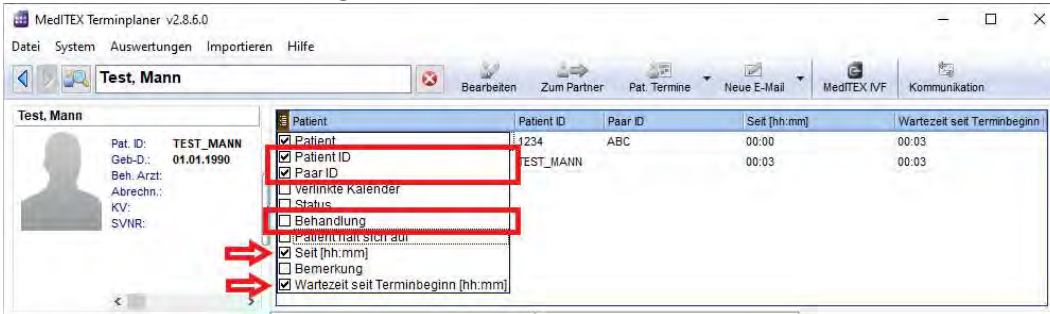 MedITEX Terminplaner v2.8.6.0
Datei System Auswertungen Importieren Hilfe
Test, Mann
Bearbeiten Zum Partner Pat. Termine Neue E-Mail MedITEX IVF Kommunikation
Test, Mann
Pat. ID: TEST_MANN
Geb-D.: 01.01.1990
Beh. Arzt:
Abrechn.:
KV:
SVNR:
Patient Patient ID Paar ID Seit [hh:mm] Wartezeit seit Terminbeginn
Patient 1234 ABC 00:00 00:03
Patient ID TEST_MANN 00:03 00:03
Paar ID
Verlinkte Kalender
Status
Behandlung
Patient hält sich auf
Seit [hh:mm]
Bemerkung
Wartezeit seit Terminbeginn [hh:mm]